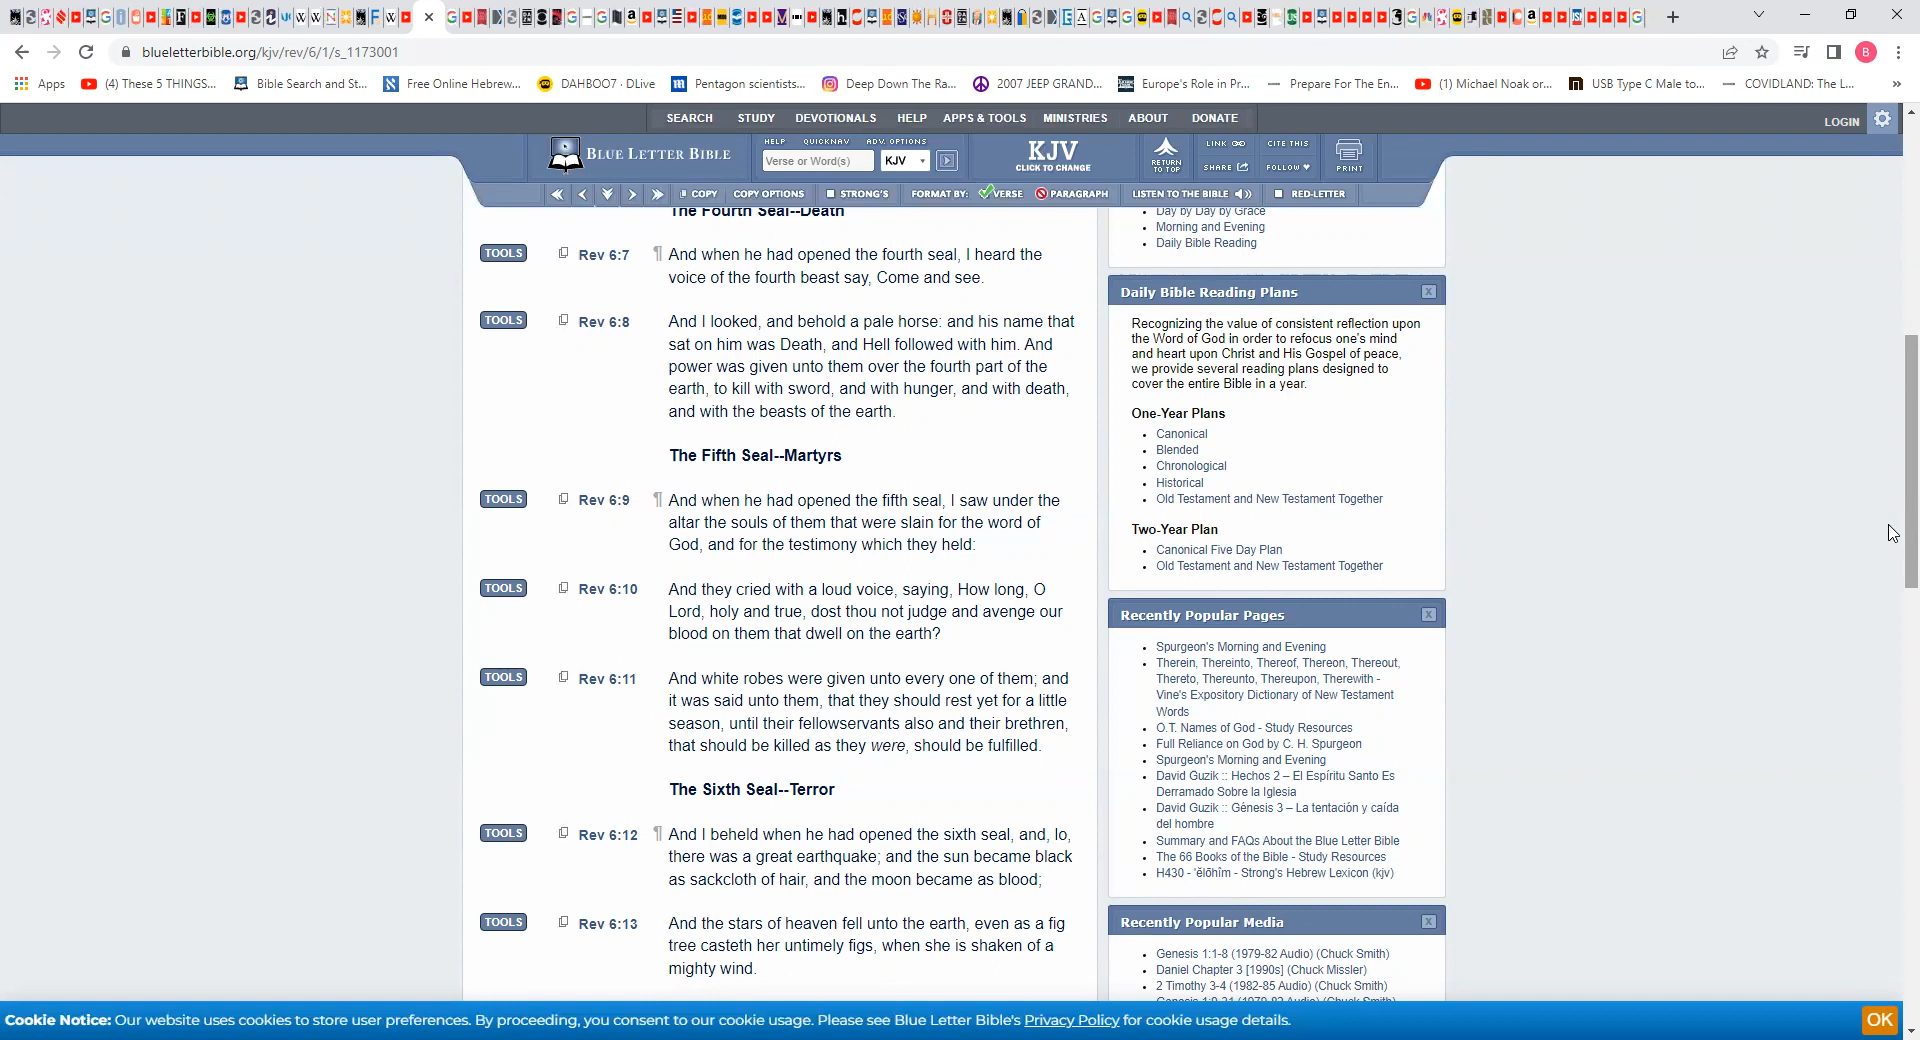 blueletterbible.org/kjv/rev/6/1/s_1173001
B
Apps
(4) These 5 THINGS...
Bible Search and St...
Free Online Hebrew...
DAHBOO7 · DLive
Pentagon scientists...
Deep Down The Ra...
2007 JEEP GRAND...
Europe's Role in Pr...
Prepare For The En...
(1) Michael Noak or...
USB Type C Male to...
COVIDLAND: The L...
SEARCH STUDY DEVOTIONALS HELP APPS & TOOLS MINISTRIES ABOUT DONATE
LOGIN
BLUE LETTER BIBLE
HELP QUICKNAV ADV. OPTIONS
Verse or Word(s)
KJV
KJV
CLICK TO CHANGE
RETURN
TO TOP
LINK
SHARE
CITE THIS
FOLLOW
PRINT
COPY COPY OPTIONS STRONG'S FORMAT BY: VERSE PARAGRAPH LISTEN TO THE BIBLE RED-LETTER
The Fourth Seal--Death
TOOLS Rev 6:7 ¶ And when he had opened the fourth seal, I heard the
voice of the fourth beast say, Come and see.
TOOLS Rev 6:8 And I looked, and behold a pale horse: and his name that
sat on him was Death, and Hell followed with him. And
power was given unto them over the fourth part of the
earth, to kill with sword, and with hunger, and with death,
and with the beasts of the earth.
The Fifth Seal--Martyrs
TOOLS Rev 6:9 ¶ And when he had opened the fifth seal, I saw under the
altar the souls of them that were slain for the word of
God, and for the testimony which they held:
TOOLS Rev 6:10 And they cried with a loud voice, saying, How long, O
Lord, holy and true, dost thou not judge and avenge our
blood on them that dwell on the earth?
TOOLS Rev 6:11 And white robes were given unto every one of them; and
it was said unto them, that they should rest yet for a little
season, until their fellowservants also and their brethren,
that should be killed as they were, should be fulfilled.
The Sixth Seal--Terror
TOOLS Rev 6:12 ¶ And I beheld when he had opened the sixth seal, and, lo,
there was a great earthquake; and the sun became black
as sackcloth of hair, and the moon became as blood;
TOOLS Rev 6:13 And the stars of heaven fell unto the earth, even as a fig
tree casteth her untimely figs, when she is shaken of a
mighty wind.
Day by Day by Grace
Morning and Evening
Daily Bible Reading
Daily Bible Reading Plans
Recognizing the value of consistent reflection upon
the Word of God in order to refocus one's mind
and heart upon Christ and His Gospel of peace,
we provide several reading plans designed to
cover the entire Bible in a year.
One-Year Plans
Canonical
Blended
Chronological
Historical
Old Testament and New Testament Together
Two-Year Plan
Canonical Five Day Plan
Old Testament and New Testament Together
Recently Popular Pages
Spurgeon's Morning and Evening
Therein, Thereinto, Thereof, Thereon, Thereout,
Thereto, Thereunto, Thereupon, Therewith -
Vine's Expository Dictionary of New Testament
Words
O.T. Names of God - Study Resources
Full Reliance on God by C. H. Spurgeon
Spurgeon's Morning and Evening
David Guzik :: Hechos 2 – El Espíritu Santo Es
Derramado Sobre la Iglesia
David Guzik :: Génesis 3 – La tentación y caída
del hombre
Summary and FAQs About the Blue Letter Bible
The 66 Books of the Bible - Study Resources
H430 - 'ĕlōhîm - Strong's Hebrew Lexicon (kjv)
Recently Popular Media
Genesis 1:1-8 (1979-82 Audio) (Chuck Smith)
Daniel Chapter 3 [1990s] (Chuck Missler)
2 Timothy 3-4 (1982-85 Audio) (Chuck Smith)
Cookie Notice: Our website uses cookies to store user preferences. By proceeding, you consent to our cookie usage. Please see Blue Letter Bible's Privacy Policy for cookie usage details.
OK